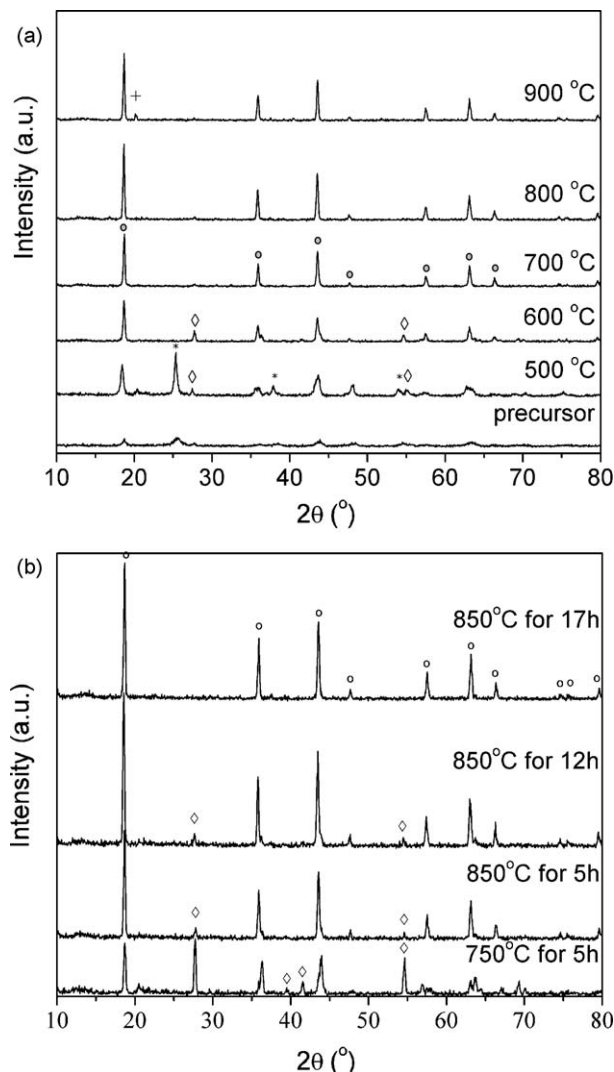 (a)
Intensity (a.u.)
+
900 °C
800 °C
700 °C
◊ ◊
600 °C
*
◊ * * ◊
500 °C
precursor
10 20 30 40 50 60 70 80
2θ (°)
(b)
Intensity (a.u.)
850°C for 17h
850°C for 12h
◊ ◊
850°C for 5h
◊ ◊
750°C for 5h
◊ ◊
10 20 30 40 50 60 70 80
2θ (°)